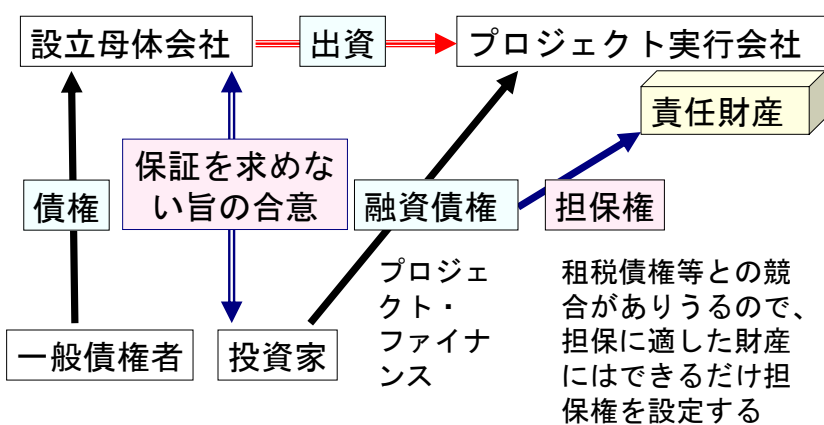 設立母体会社
出資
プロジェクト実行会社
責任財産
保証を求めな
い旨の合意
債権
融資債権
担保権
プロジェ
クト・
ファイナ
ンス
租税債権等との競
合がありうるので、
担保に適した財産
にはできるだけ担
保権を設定する
一般債権者
投資家